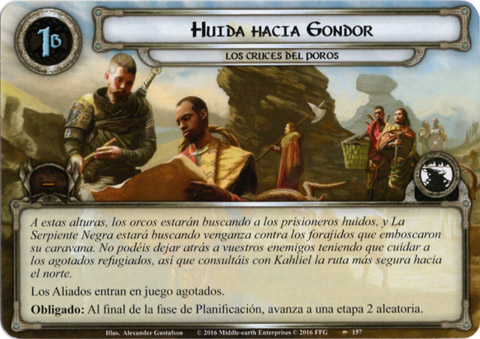 1B
HUIDA HACIA GONDOR
LOS CRUCES DEL POROS
A estas alturas, los orcos estarán buscando a los prisioneros huidos, y La
Serpiente Negra estará buscando venganza contra los forajidos que emboscaron
su caravana. No podéis dejar atrás a vuestros enemigos teniendo que cuidar a
los agotados refugiados, así que consultáis con Kahliel la ruta más segura hacia
el norte.
Los Aliados entran en juego agotados.
Obligado: Al final de la fase de Planificación, avanza a una etapa 2 aleatoria.
Illus. Alexander Gustafson © 2016 Middle-earth Enterprises © 2016 FFG 157